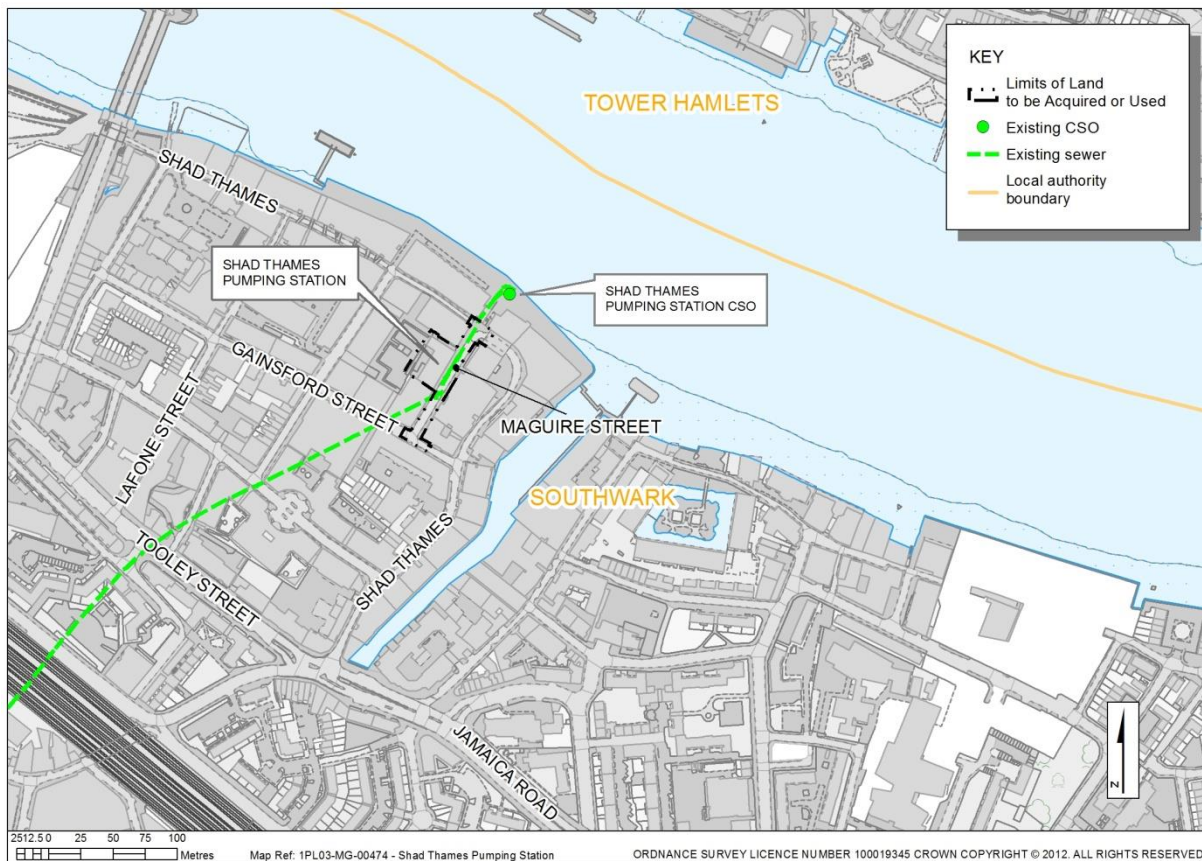 TOWER HAMLETS
KEY
Limits of Land
to be Acquired or Used
Existing CSO
Existing sewer
Local authority
boundary
SHAD THAMES
SHAD THAMES
PUMPING STATION
SHAD THAMES
PUMPING STATION CSO
GAINSFORD STREET
LAFONE STREET
MAGUIRE STREET
SOUTHWARK
TOOLEY STREET
SHAD THAMES
JAMAICA ROAD
N
25 12.5 0 25 50 75 100
Metres
Map Ref: 1PL03-MG-00474 - Shad Thames Pumping Station
ORDNANCE SURVEY LICENCE NUMBER 100019345 CROWN COPYRIGHT © 2012. ALL RIGHTS RESERVED